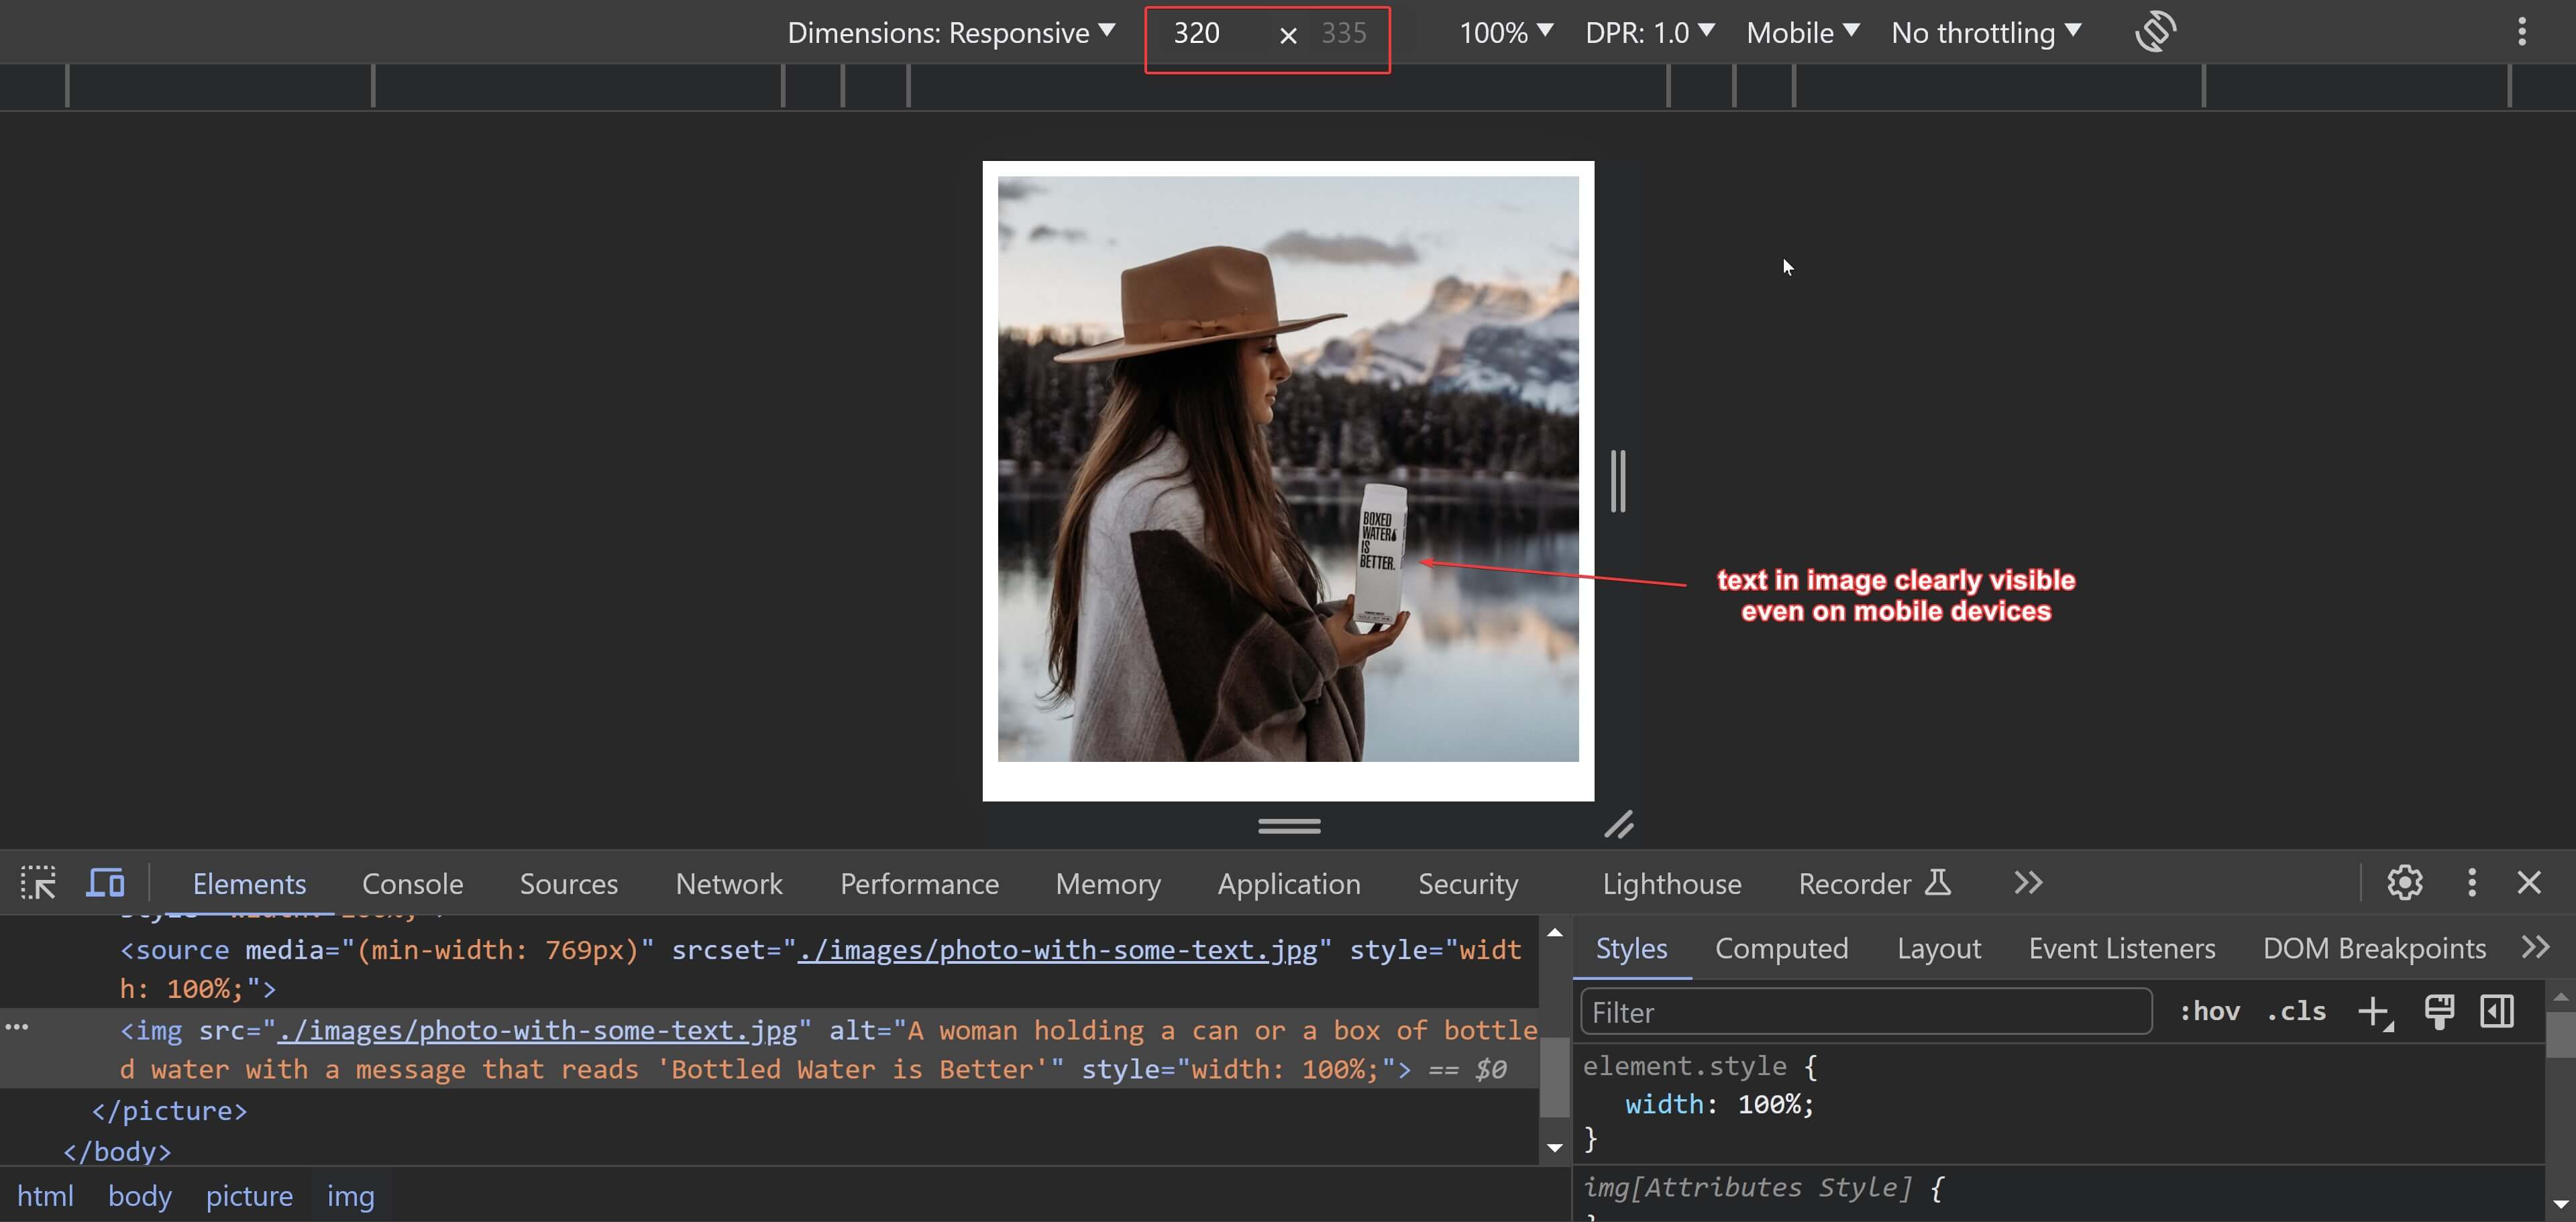 Dimensions: Responsive 320 × 335 100% DPR: 1.0 Mobile No throttling
BOXED
WATER
IS
BETTER.
text in image clearly visible
even on mobile devices
Elements Console Sources Network Performance Memory Application Security Lighthouse Recorder
<source media="(min-width: 769px)" srcset="./images/photo-with-some-text.jpg" style="widt
h: 100%;">
<img src="./images/photo-with-some-text.jpg" alt="A woman holding a can or a box of bottle
d water with a message that reads 'Bottled Water is Better'" style="width: 100%;"> == $0
</picture>
</body>
html body picture img
Styles Computed Layout Event Listeners DOM Breakpoints
Filter :hov .cls
element.style {
width: 100%;
}
img[Attributes Style] {